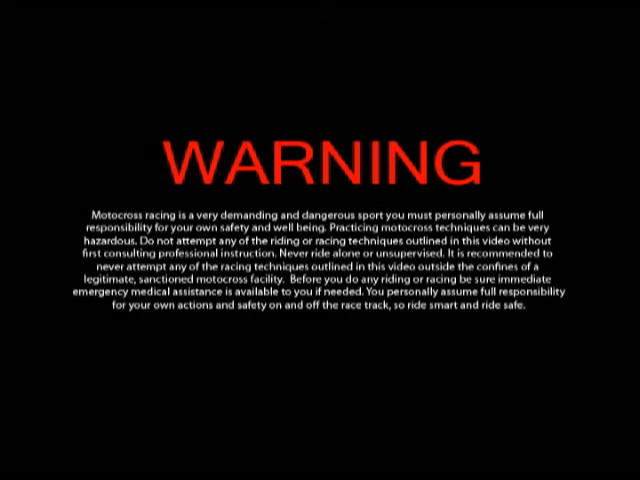 WARNING
Motocross racing is a very demanding and dangerous sport you must personally assume full
responsibility for your own safety and well being. Practicing motocross techniques can be very
hazardous. Do not attempt any of the riding or racing techniques outlined in this video without
first consulting professional instruction. Never ride alone or unsupervised. It is recommended to
never attempt any of the racing techniques outlined in this video outside the confines of a
legitimate, sanctioned motocross facility. Before you do any riding or racing be sure immediate
emergency medical assistance is available to you if needed. You personally assume full responsibility
for your own actions and safety on and off the race track, so ride smart and ride safe.